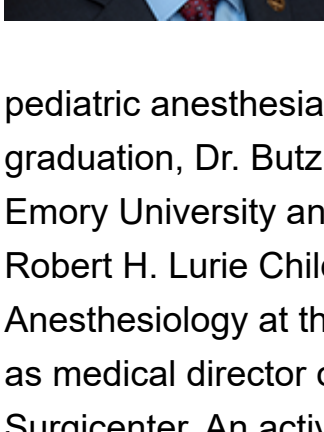 pediatric anesthesia
graduation, Dr. Butz
Emory University an
Robert H. Lurie Chil
Anesthesiology at th
as medical director
Surgicenter. An activ